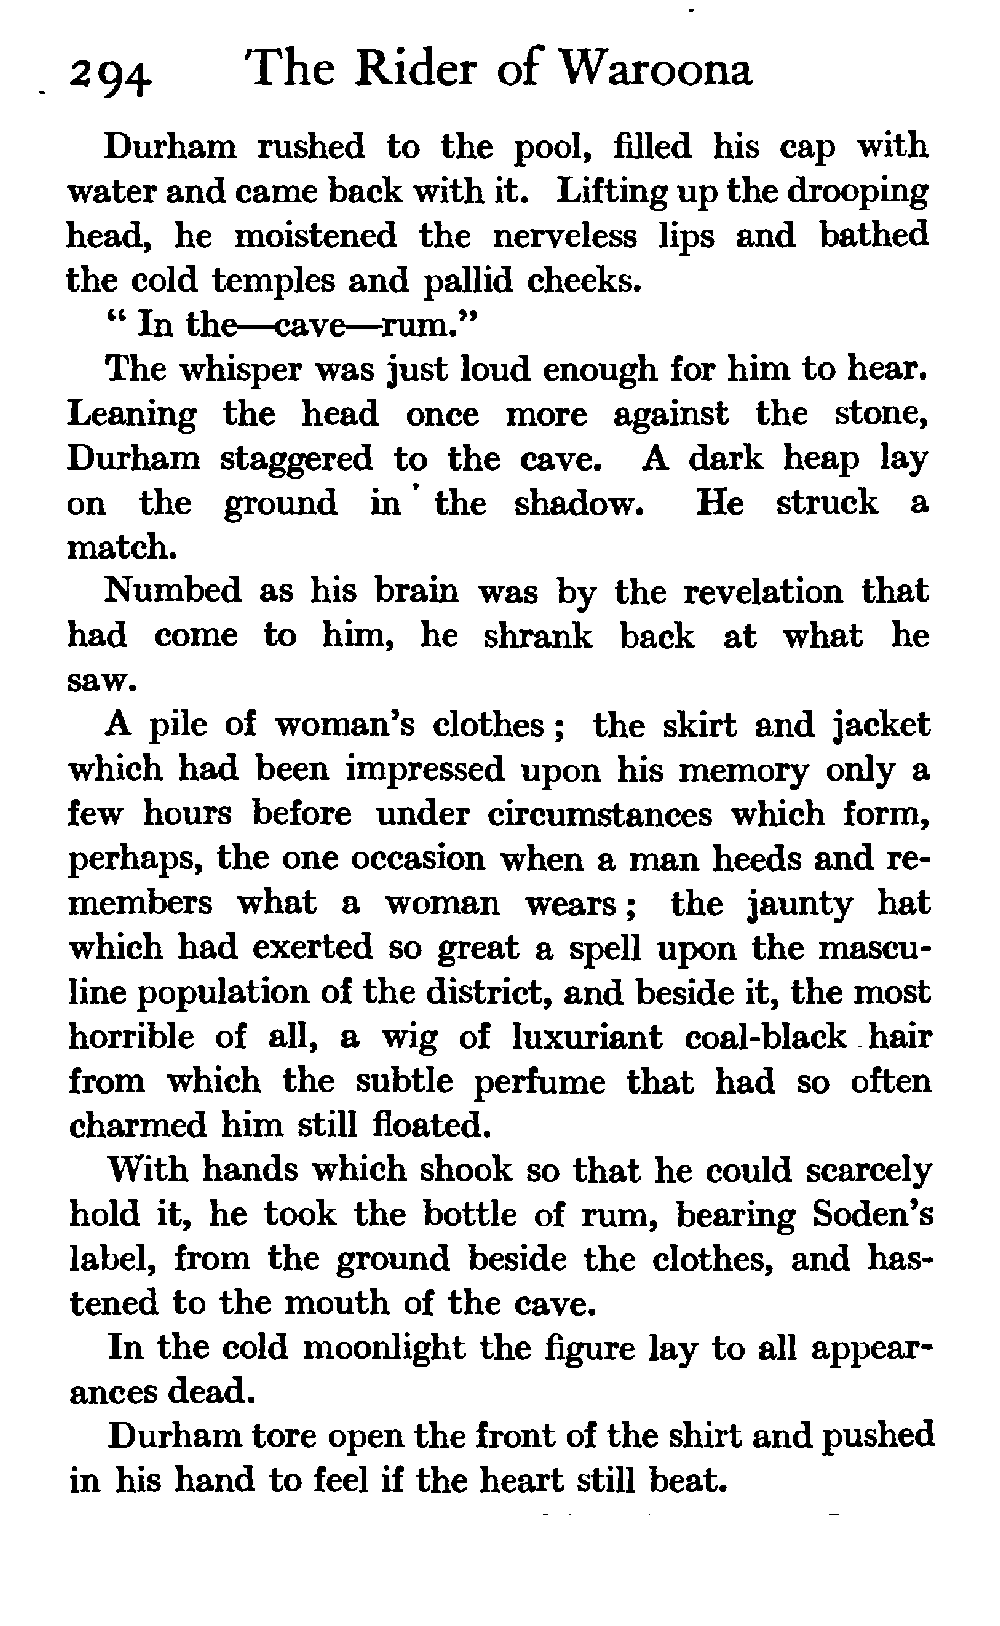 294 The Rider of Waroona
Durham rushed to the pool, filled his cap with
water and came back with it. Lifting up the drooping
head, he moistened the nerveless lips and bathed
the cold temples and pallid cheeks.
“ In the—cave—rum.”
The whisper was just loud enough for him to hear.
Leaning the head once more against the stone,
Durham staggered to the cave. A dark heap lay
on the ground in the shadow. He struck a
match.
Numbed as his brain was by the revelation that
had come to him, he shrank back at what he
saw.
A pile of woman’s clothes ; the skirt and jacket
which had been impressed upon his memory only a
few hours before under circumstances which form,
perhaps, the one occasion when a man heeds and re-
members what a woman wears ; the jaunty hat
which had exerted so great a spell upon the mascu-
line population of the district, and beside it, the most
horrible of all, a wig of luxuriant coal-black hair
from which the subtle perfume that had so often
charmed him still floated.
With hands which shook so that he could scarcely
hold it, he took the bottle of rum, bearing Soden’s
label, from the ground beside the clothes, and has-
tened to the mouth of the cave.
In the cold moonlight the figure lay to all appear-
ances dead.
Durham tore open the front of the shirt and pushed
in his hand to feel if the heart still beat.